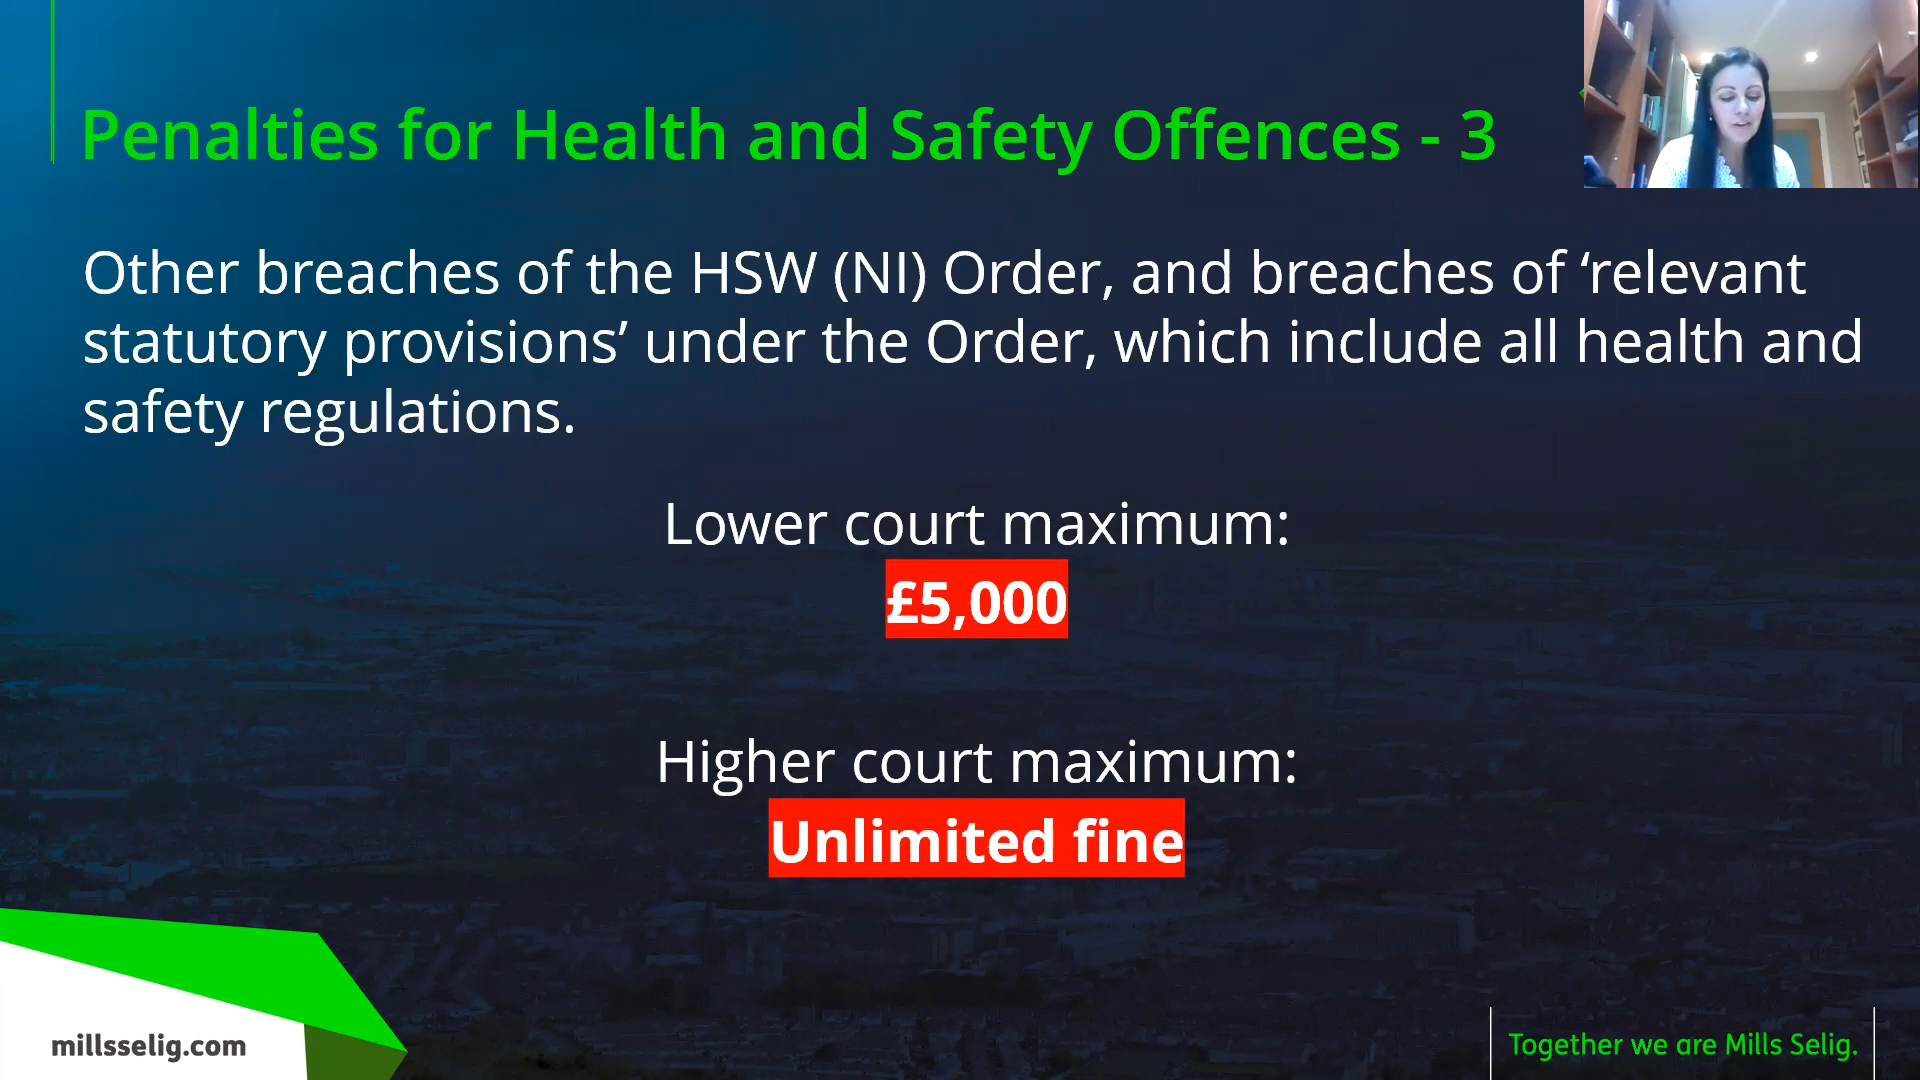 Penalties for Health and Safety Offences - 3
Other breaches of the HSW (NI) Order, and breaches of ‘relevant
statutory provisions’ under the Order, which include all health and
safety regulations.
Lower court maximum:
£5,000
Higher court maximum:
Unlimited fine
millsselig.com
Together we are Mills Selig.